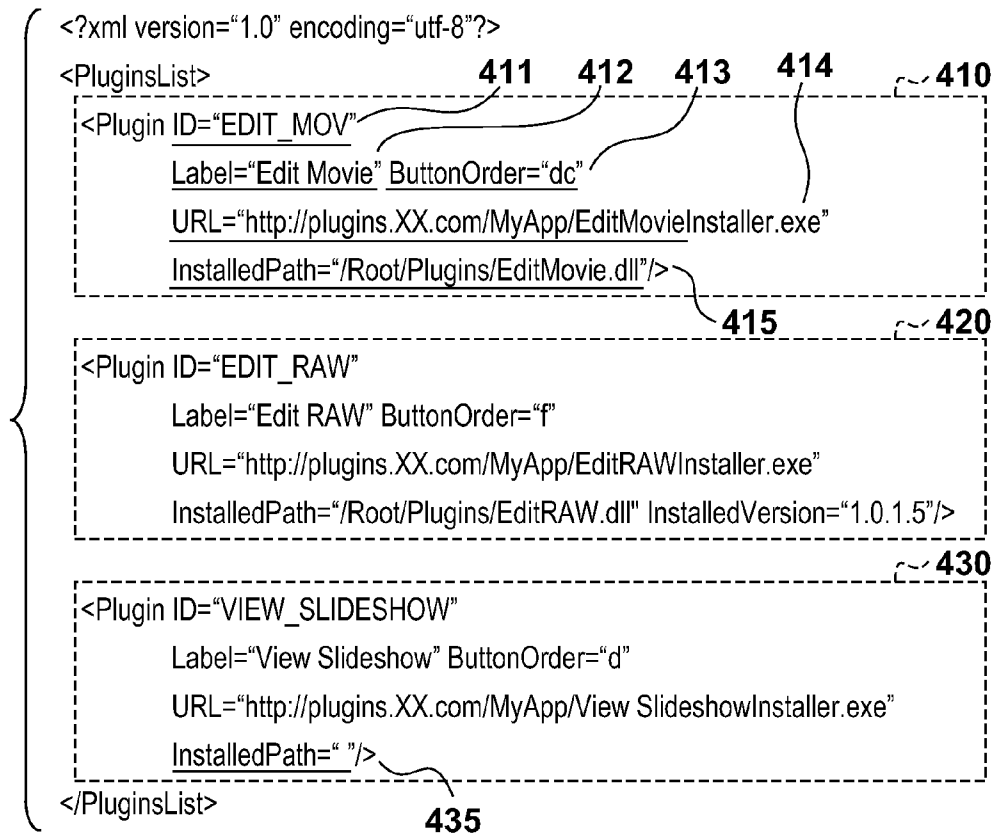 <?xml version=“1.0” encoding=“utf-8”?>
<PluginsList>
411 412 413 414 410
<Plugin ID=“EDIT_MOV”
Label=“Edit Movie” ButtonOrder=“dc”
URL=“http://plugins.XX.com/MyApp/EditMovieInstaller.exe”
InstalledPath=“/Root/Plugins/EditMovie.dll”/>
415
420
<Plugin ID=“EDIT_RAW”
Label=“Edit RAW” ButtonOrder=“f”
URL=“http://plugins.XX.com/MyApp/EditRAWInstaller.exe”
InstalledPath=“/Root/Plugins/EditRAW.dll" InstalledVersion=“1.0.1.5”/>
430
<Plugin ID=“VIEW_SLIDESHOW”
Label=“View Slideshow” ButtonOrder=“d”
URL=“http://plugins.XX.com/MyApp/View SlideshowInstaller.exe”
InstalledPath=“ ”/>
</PluginsList>
435